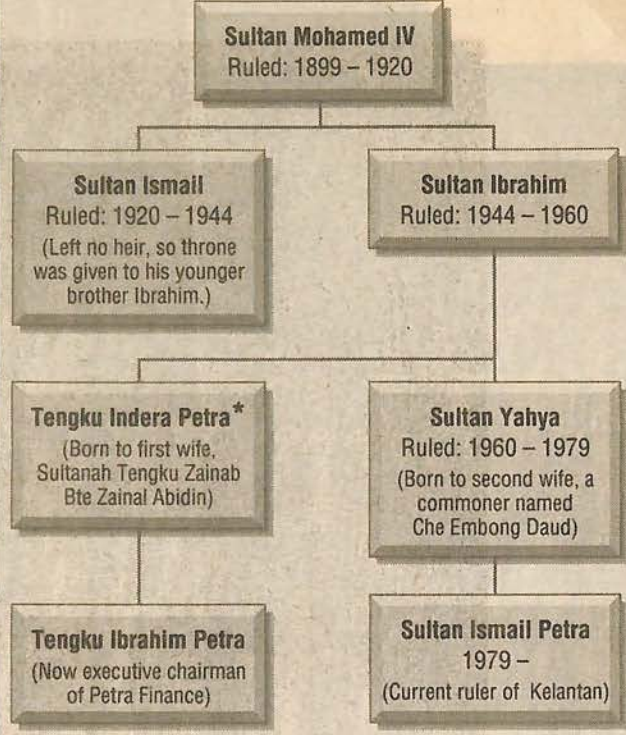 Sultan Mohamed IV
Ruled: 1899 – 1920
Sultan Ismail
Ruled: 1920 – 1944
(Left no heir, so throne
was given to his younger
brother Ibrahim.)
Sultan Ibrahim
Ruled: 1944 – 1960
Tengku Indera Petra*
(Born to first wife,
Sultanah Tengku Zainab
Bte Zainal Abidin)
Sultan Yahya
Ruled: 1960 – 1979
(Born to second wife, a
commoner named
Che Embong Daud)
Tengku Ibrahim Petra
(Now executive chairman
of Petra Finance)
Sultan Ismail Petra
1979 –
(Current ruler of Kelantan)